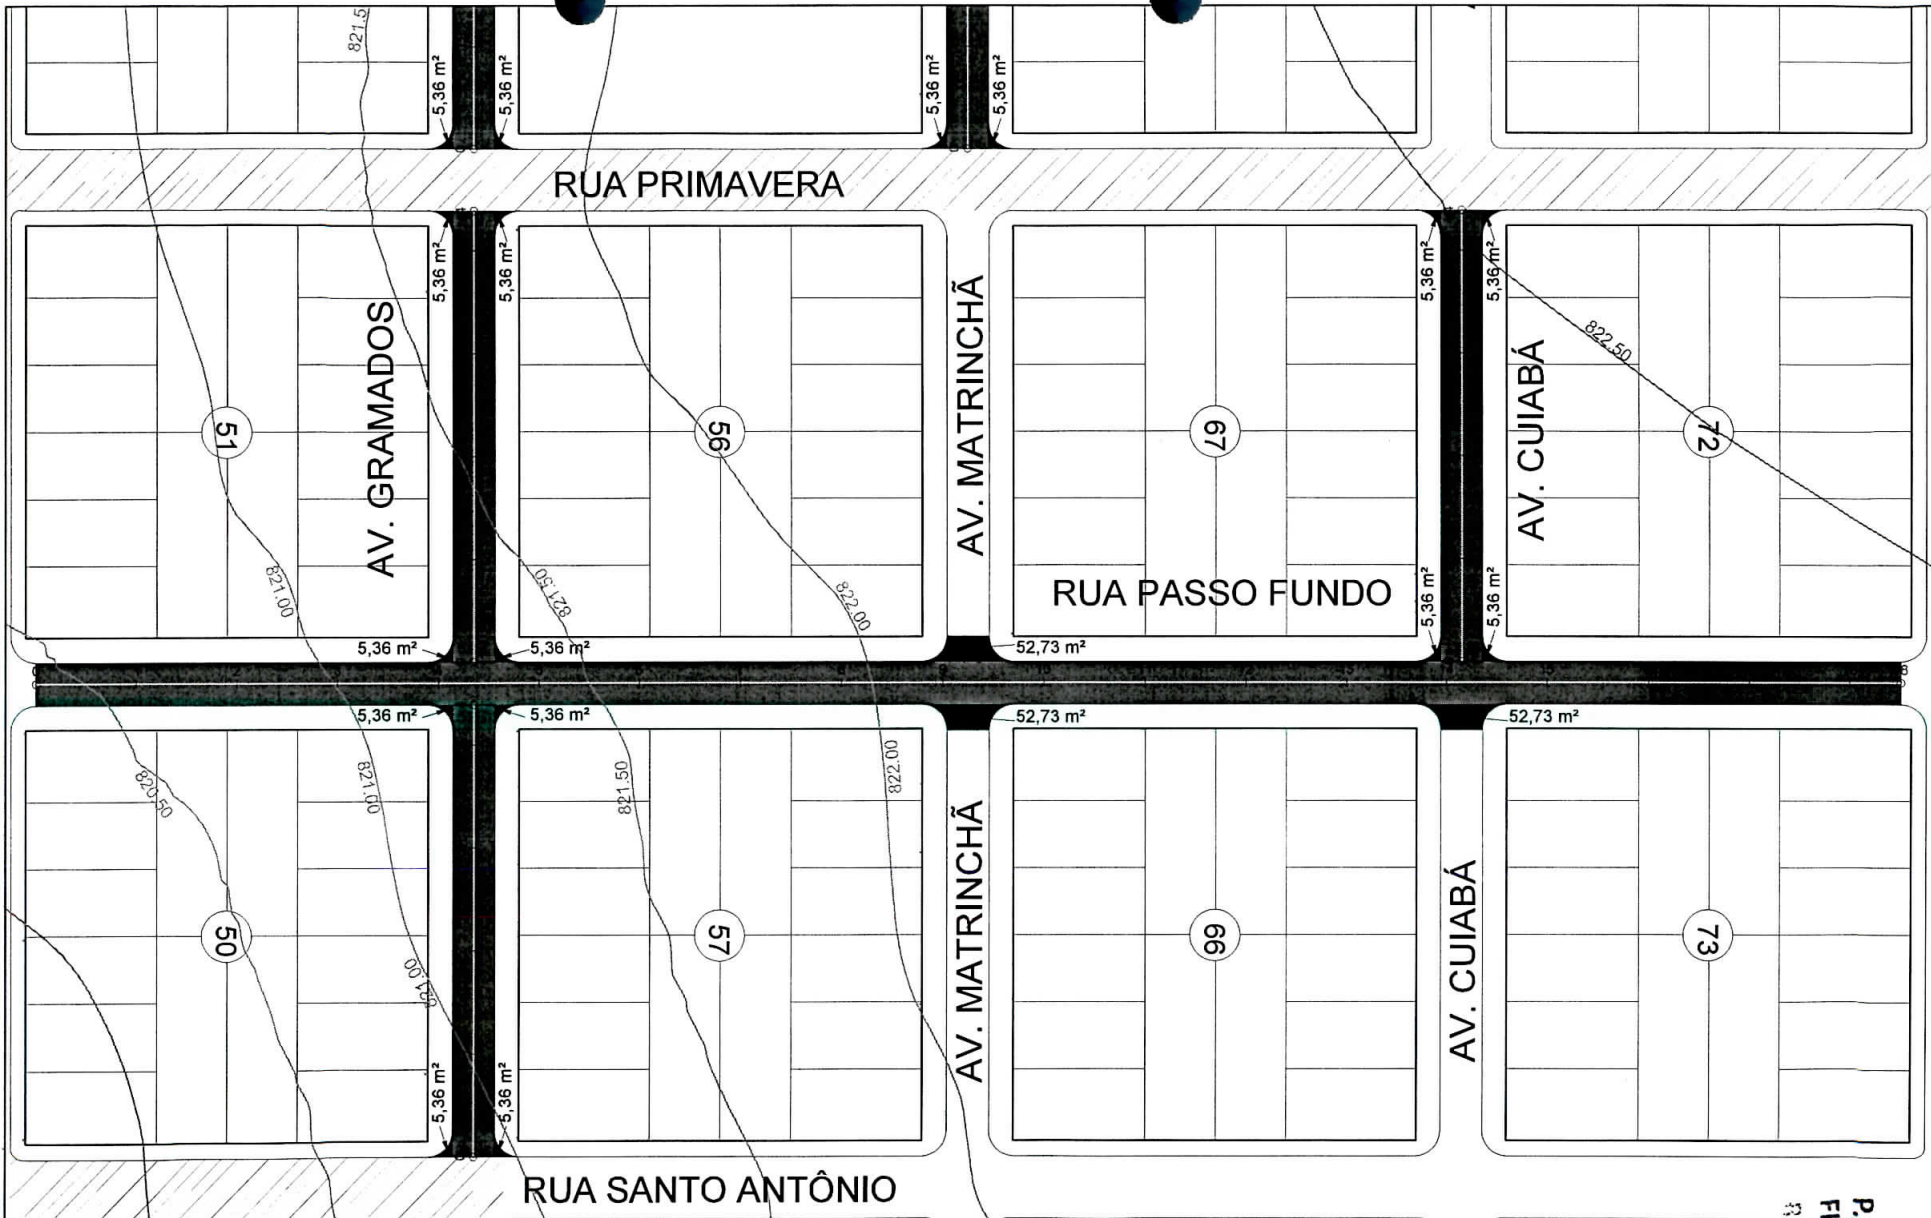 821.5
5,36 m²
5,36 m²
5,36 m²
5,36 m²
RUA PRIMAVERA
5,36 m²
5,36 m²
5,36 m²
5,36 m²
AV. GRAMADOS
AV. MATRINCHÃ
AV. CUIABÁ
822.50
51
56
67
72
821.00
821.50
822.00
RUA PASSO FUNDO
5,36 m²
5,36 m²
5,36 m²
5,36 m²
52,73 m²
5,36 m²
5,36 m²
52,73 m²
52,73 m²
820.50
821.00
821.50
822.00
AV. MATRINCHÃ
AV. CUIABÁ
50
57
66
73
821.00
5,36 m²
5,36 m²
RUA SANTO ANTÔNIO